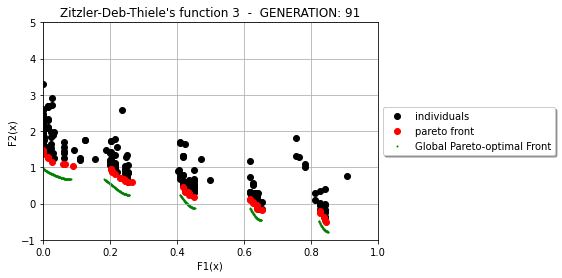 Zitzler-Deb-Thiele's function 3 - GENERATION: 91
5
4
3
2
1
0
−1
F2(x)
0.0 0.2 0.4 0.6 0.8 1.0
F1(x)
individuals
pareto front
Global Pareto-optimal Front